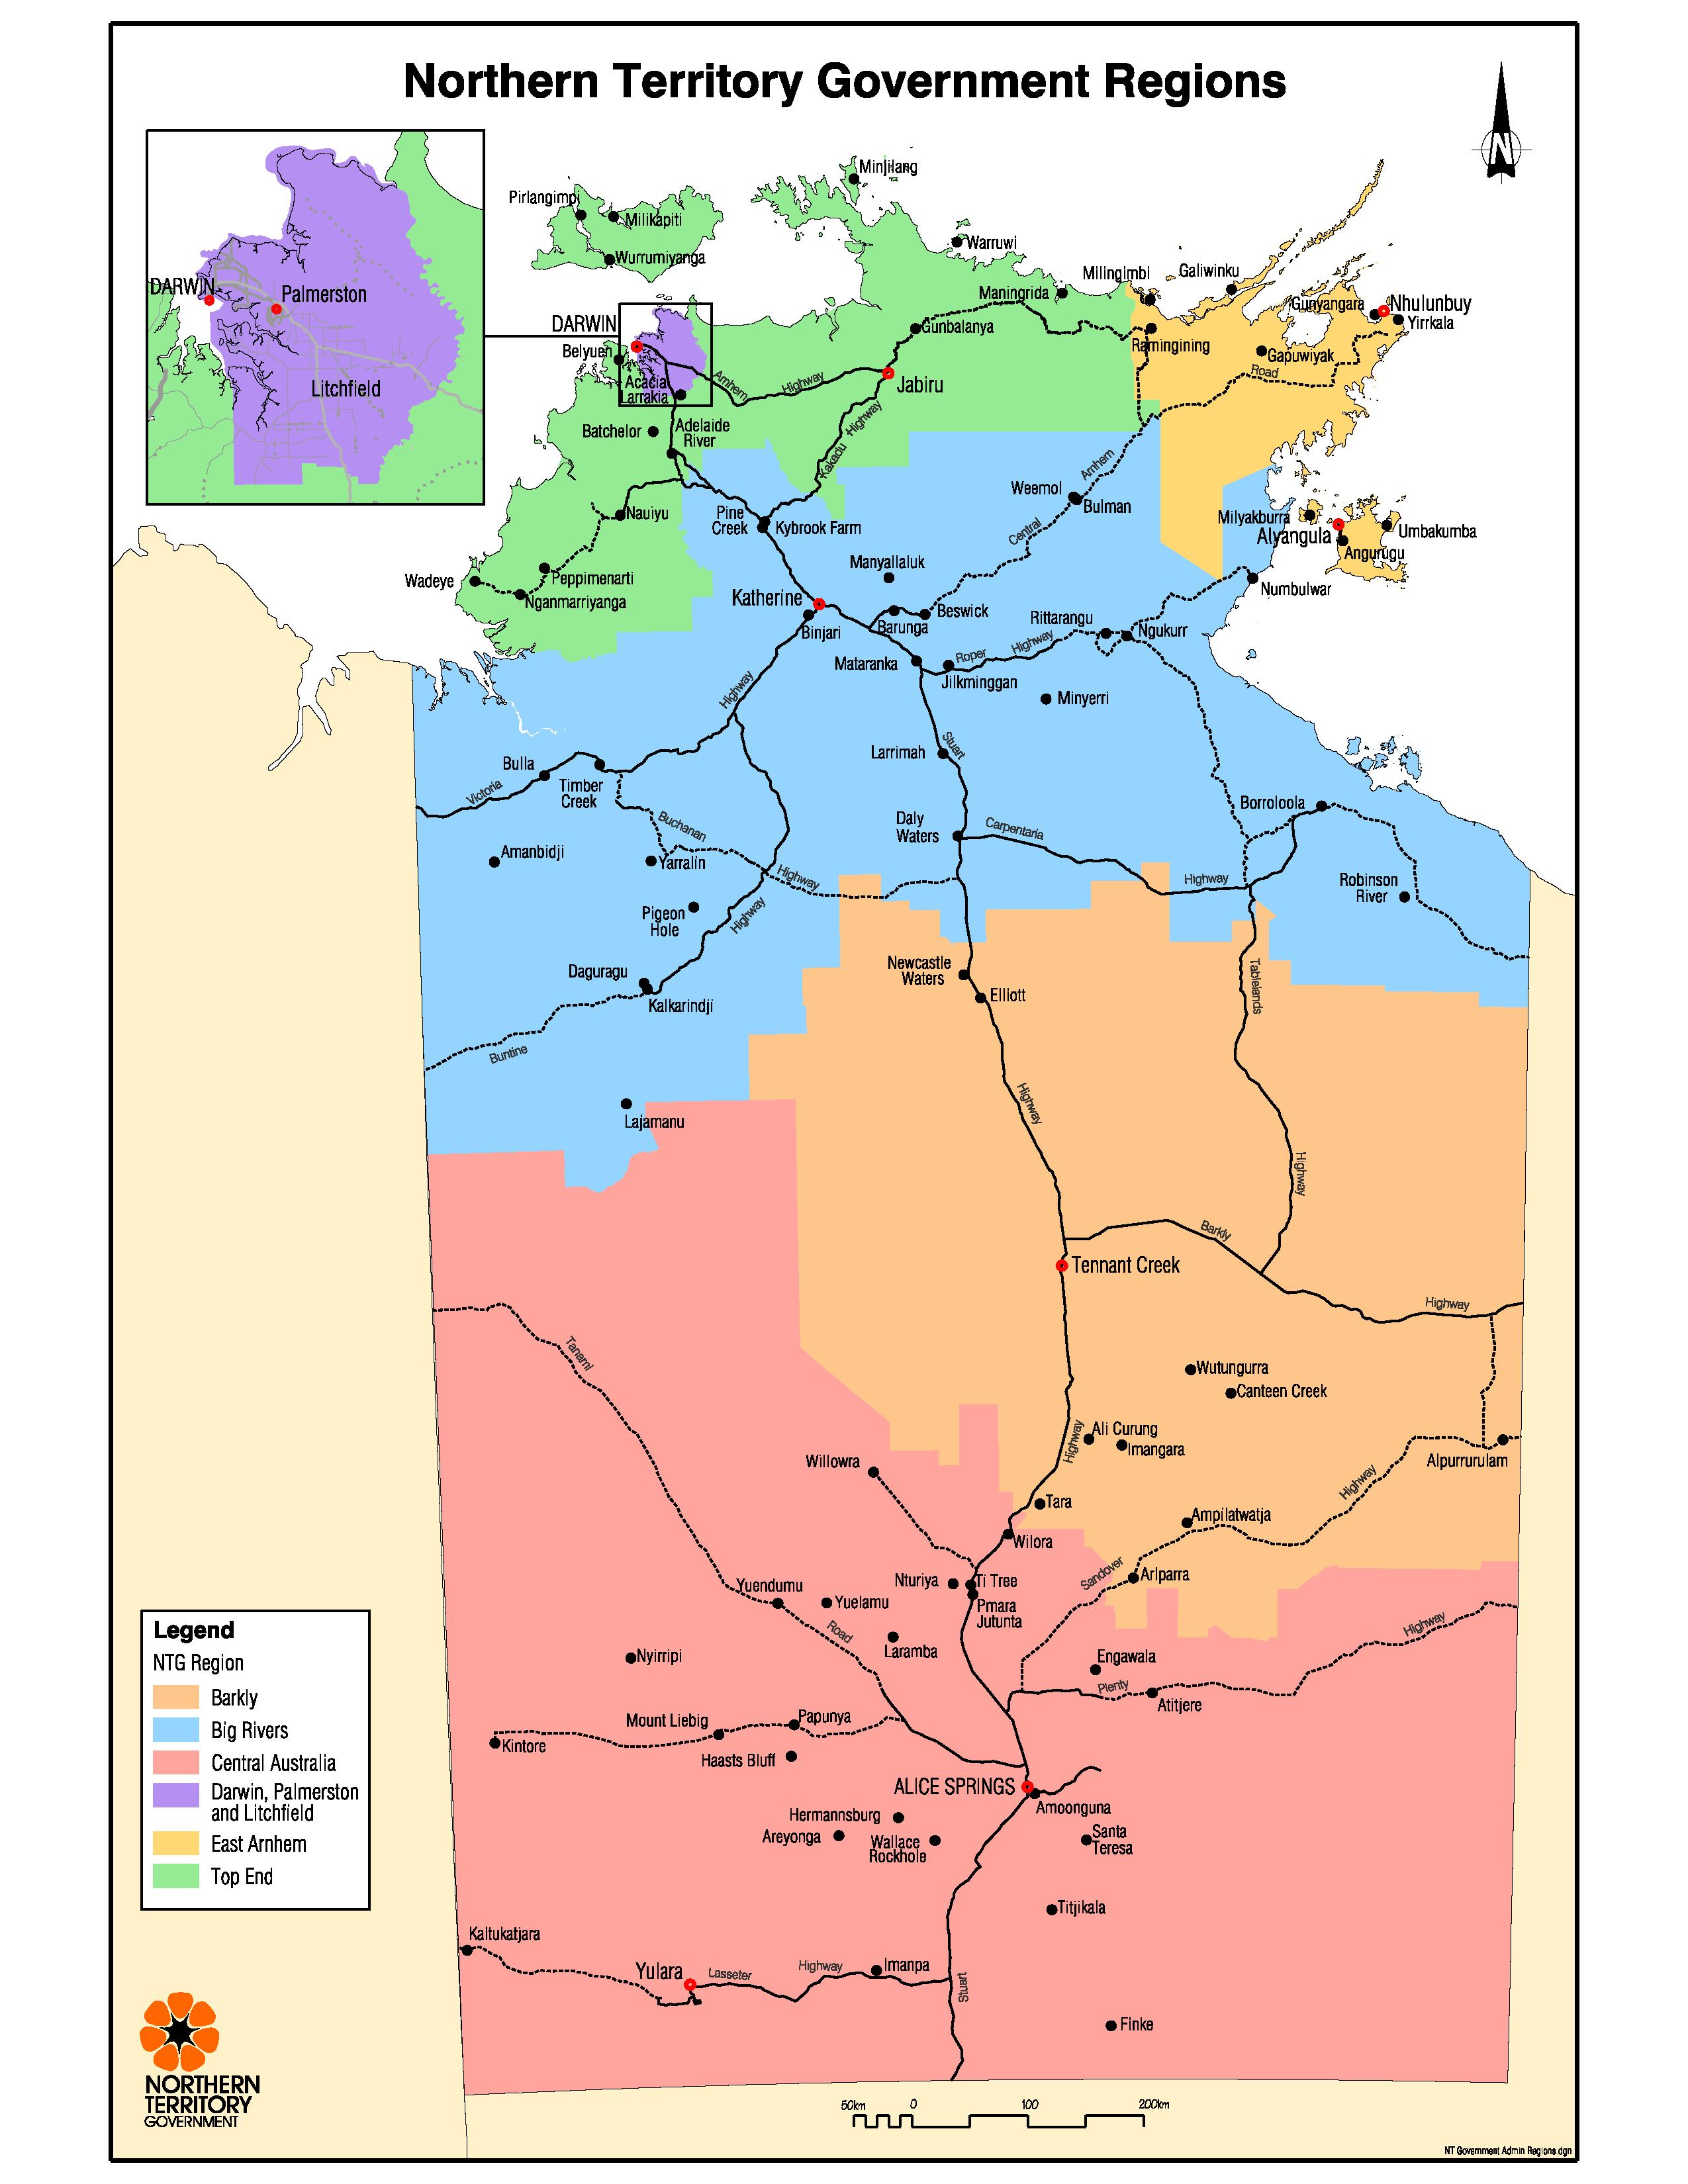 Northern Territory Government Regions
N
DARWIN
Palmerston
Litchfield
Minjilang
Pirlangimpi
Milikapiti
Wurrumiyanga
Warruwi
Milingimbi
Galiwinku
Maningrida
Gunyangara
Nhulunbuy
Yirrkala
DARWIN
Gunbalanya
Ramingining
Gapuwiyak
Road
Belyuen
Acacia
Larrakia
Arnhem
Highway
Jabiru
Batchelor
Adelaide
River
Kakadu
Highway
Arnhem
Central
Weemol
Bulman
Nauiyu
Pine
Creek
Kybrook Farm
Milyakburra
Alyangula
Umbakumba
Angurugu
Manyallaluk
Wadeye
Peppimenarti
Nganmarriyanga
Numbulwar
Katherine
Binjari
Barunga
Beswick
Rittarangu
Ngukurr
Mataranka
Roper
Highway
Jilkminggan
Minyerri
Highway
Stuart
Larrimah
Bulla
Timber
Creek
Victoria
Buchanan
Highway
Daly
Waters
Carpentaria
Highway
Borroloola
Amanbidji
Yarralin
Robinson
River
Pigeon
Hole
Highway
Daguragu
Kalkarindji
Newcastle
Waters
Elliott
Tablelands
Buntine
Highway
Lajamanu
Highway
Barkly
Tennant Creek
Highway
Tanami
Wutungurra
Canteen Creek
Ali Curung
Imangara
Highway
Willowra
Alpurrurulam
Highway
Tara
Ampilatwatja
Wilora
Sandover
Arlparra
Nturiya
Ti Tree
Pmara
Jutunta
Yuendumu
Yuelamu
Road
Laramba
Highway
Nyirripi
Engawala
Plenty
Atitjere
Mount Liebig
Papunya
Kintore
Haasts Bluff
ALICE SPRINGS
Amoonguna
Hermannsburg
Areyonga
Wallace
Rockhole
Santa
Teresa
Titjikala
Kaltukatjara
Yulara
Lasseter
Highway
Imanpa
Stuart
Finke
Legend
NTG Region
Barkly
Big Rivers
Central Australia
Darwin, Palmerston
and Litchfield
East Arnhem
Top End
NORTHERN
TERRITORY
GOVERNMENT
50km 0 100 200km
NT Government Admin Regions.dgn